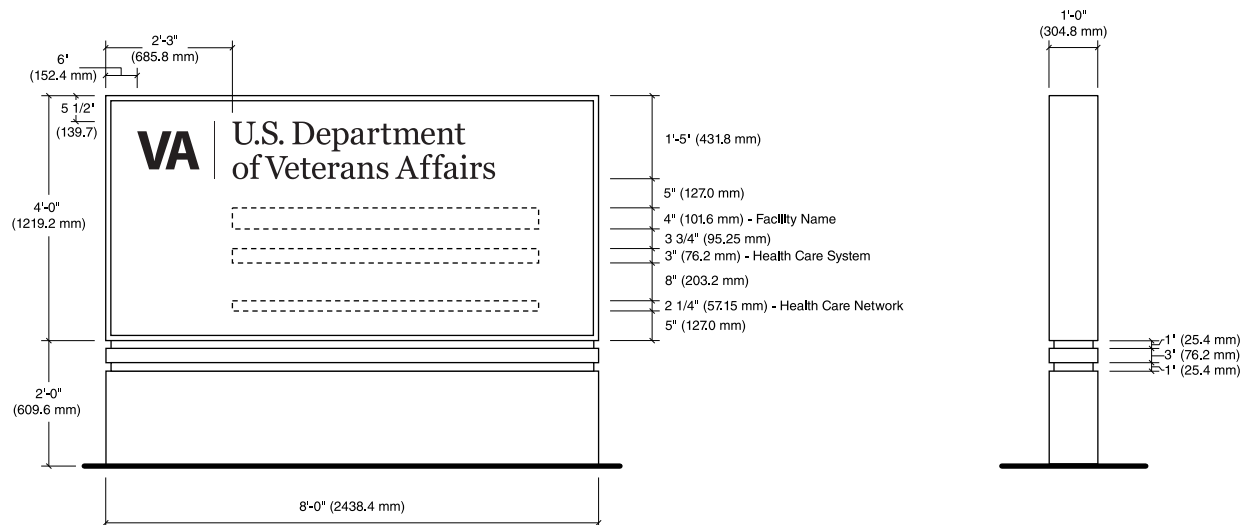 2'-3"
(685.8 mm)
6'
(152.4 mm)
5 1/2'
(139.7)
4'-0"
(1219.2 mm)
2'-0"
(609.6 mm)
VA
U.S. Department
of Veterans Affairs
1'-5" (431.8 mm)
5" (127.0 mm)
4" (101.6 mm) - Facility Name
3 3/4" (95.25 mm)
3" (76.2 mm) - Health Care System
8" (203.2 mm)
2 1/4" (57.15 mm) - Health Care Network
5" (127.0 mm)
8'-0" (2438.4 mm)
1'-0"
(304.8 mm)
1' (25.4 mm)
3' (76.2 mm)
1' (25.4 mm)